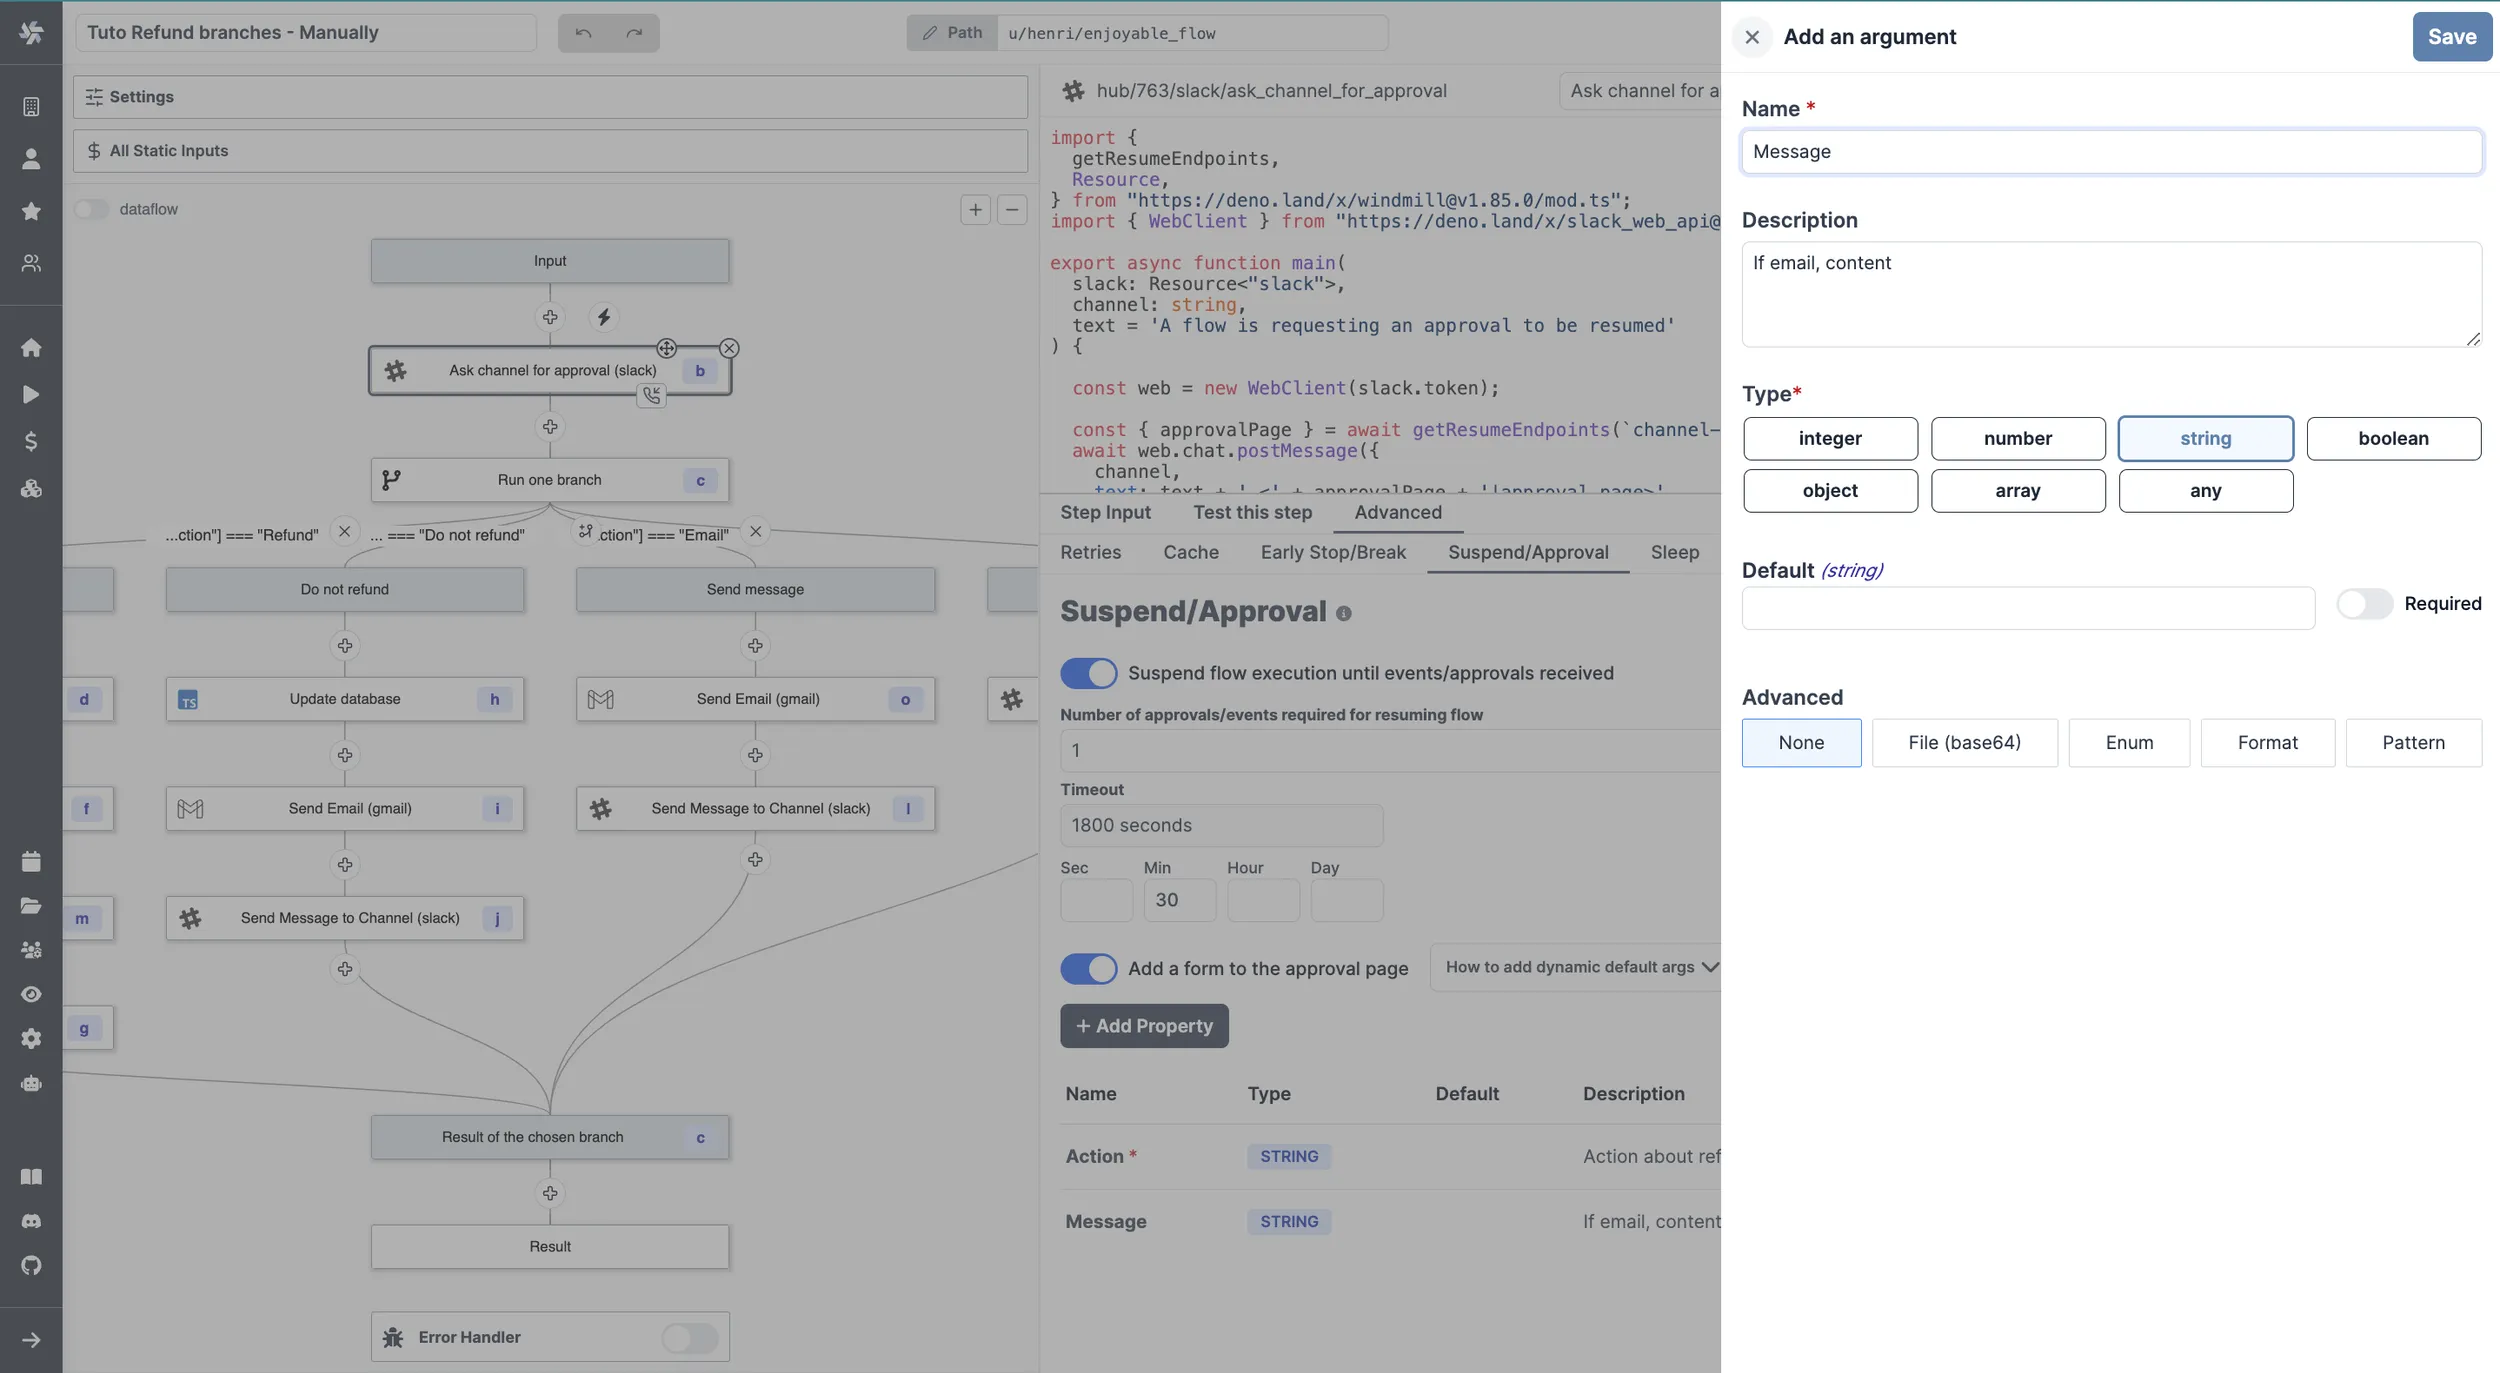 Tuto Refund branches - Manually
Path
u/henri/enjoyable_flow
Settings
All Static Inputs
dataflow
Input
Ask channel for approval (slack)
b
Run one branch
c
...ction"] === "Refund"
... === "Do not refund"
:ction"] === "Email"
Do not refund
Send message
d
TS
Update database
h
Send Email (gmail)
o
f
Send Email (gmail)
i
Send Message to Channel (slack)
l
m
Send Message to Channel (slack)
j
g
Result of the chosen branch
c
Result
Error Handler
hub/763/slack/ask_channel_for_approval
Ask channel for a
import {
getResumeEndpoints,
Resource,
} from "https://deno.land/x/windmill@v1.85.0/mod.ts";
import { WebClient } from "https://deno.land/x/slack_web_api@
export async function main(
slack: Resource<"slack">,
channel: string,
text = 'A flow is requesting an approval to be resumed'
) {
const web = new WebClient(slack.token);
const { approvalPage } = await getResumeEndpoints(`channel-
await web.chat.postMessage({
channel,
text: text + ' <' + approvalPage + '|approval page>'
Step Input
Test this step
Advanced
Retries
Cache
Early Stop/Break
Suspend/Approval
Sleep
Suspend/Approval
Suspend flow execution until events/approvals received
Number of approvals/events required for resuming flow
1
Timeout
1800 seconds
Sec
Min
Hour
Day
30
Add a form to the approval page
How to add dynamic default args
+ Add Property
Name
Type
Default
Description
Action *
STRING
Action about ref
Message
STRING
If email, content
Add an argument
Save
Name *
Message
Description
If email, content
Type*
integer
number
string
boolean
object
array
any
Default (string)
Required
Advanced
None
File (base64)
Enum
Format
Pattern